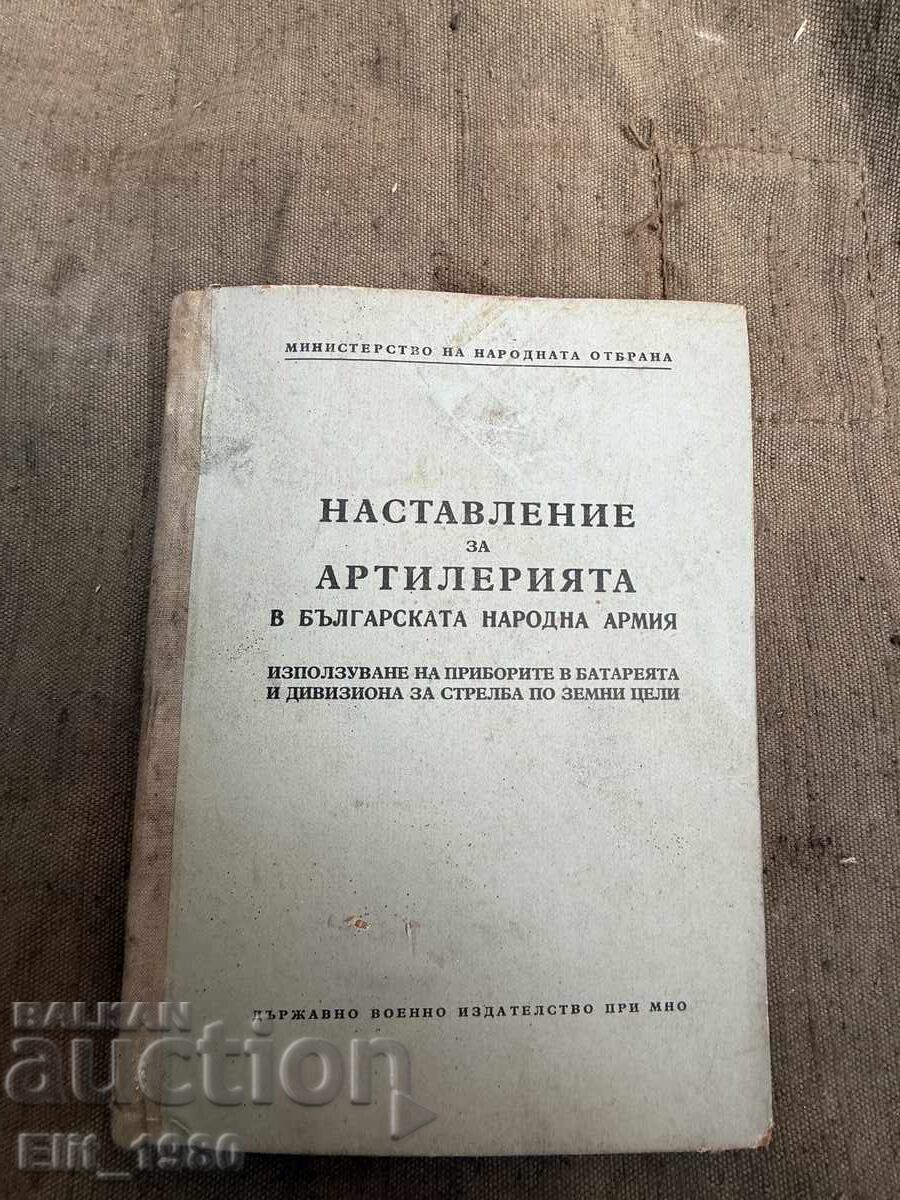 МИНИСТЕРСТВО НА НАРОДНАТА ОТБРАНА
НАСТАВЛЕНИЕ
ЗА
АРТИЛЕРИЯТА
В БЪЛГАРСКАТА НАРОДНА АРМИЯ
ИЗПОЛЗУВАНЕ НА ПРИБОРИТЕ В БАТАРЕЯТА
И ДИВИЗИОНА ЗА СТРЕЛБА ПО ЗЕМНИ ЦЕЛИ
ДЪРЖАВНО ВОЕННО ИЗДАТЕЛСТВО ПРИ МНО
BALKAN
auction
Elit_1980